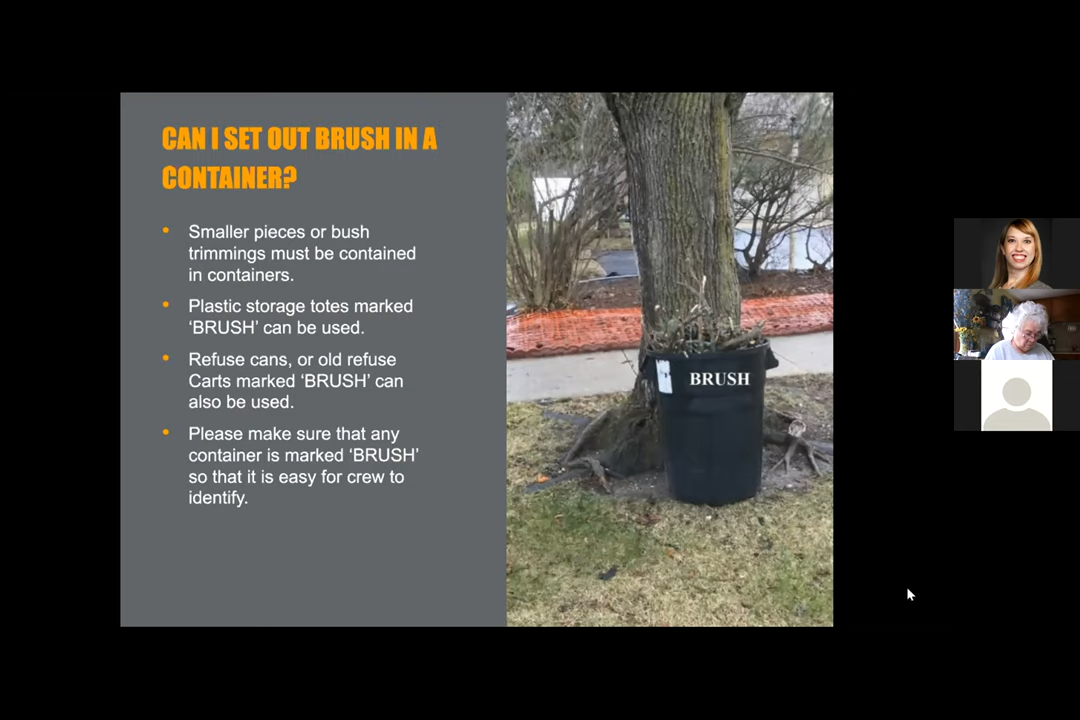 CAN I SET OUT BRUSH IN A
CONTAINER?
• Smaller pieces or bush
trimmings must be contained
in containers.
• Plastic storage totes marked
‘BRUSH’ can be used.
• Refuse cans, or old refuse
Carts marked ‘BRUSH’ can
also be used.
• Please make sure that any
container is marked ‘BRUSH’
so that it is easy for crew to
identify.
BRUSH